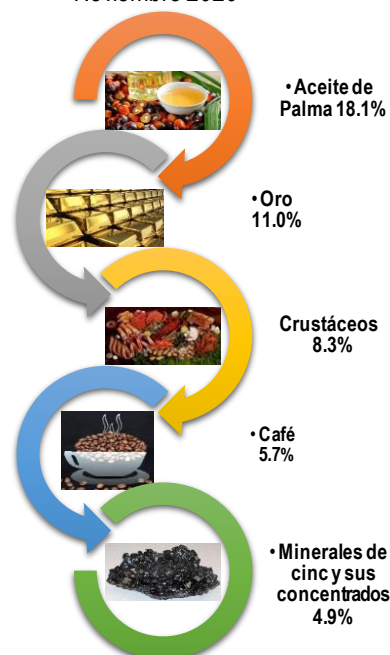 • Aceite de
Palma 18.1%
• Oro
11.0%
Crustáceos
8.3%
• Café
5.7%
• Minerales de
cinc y sus
concentrados
4.9%